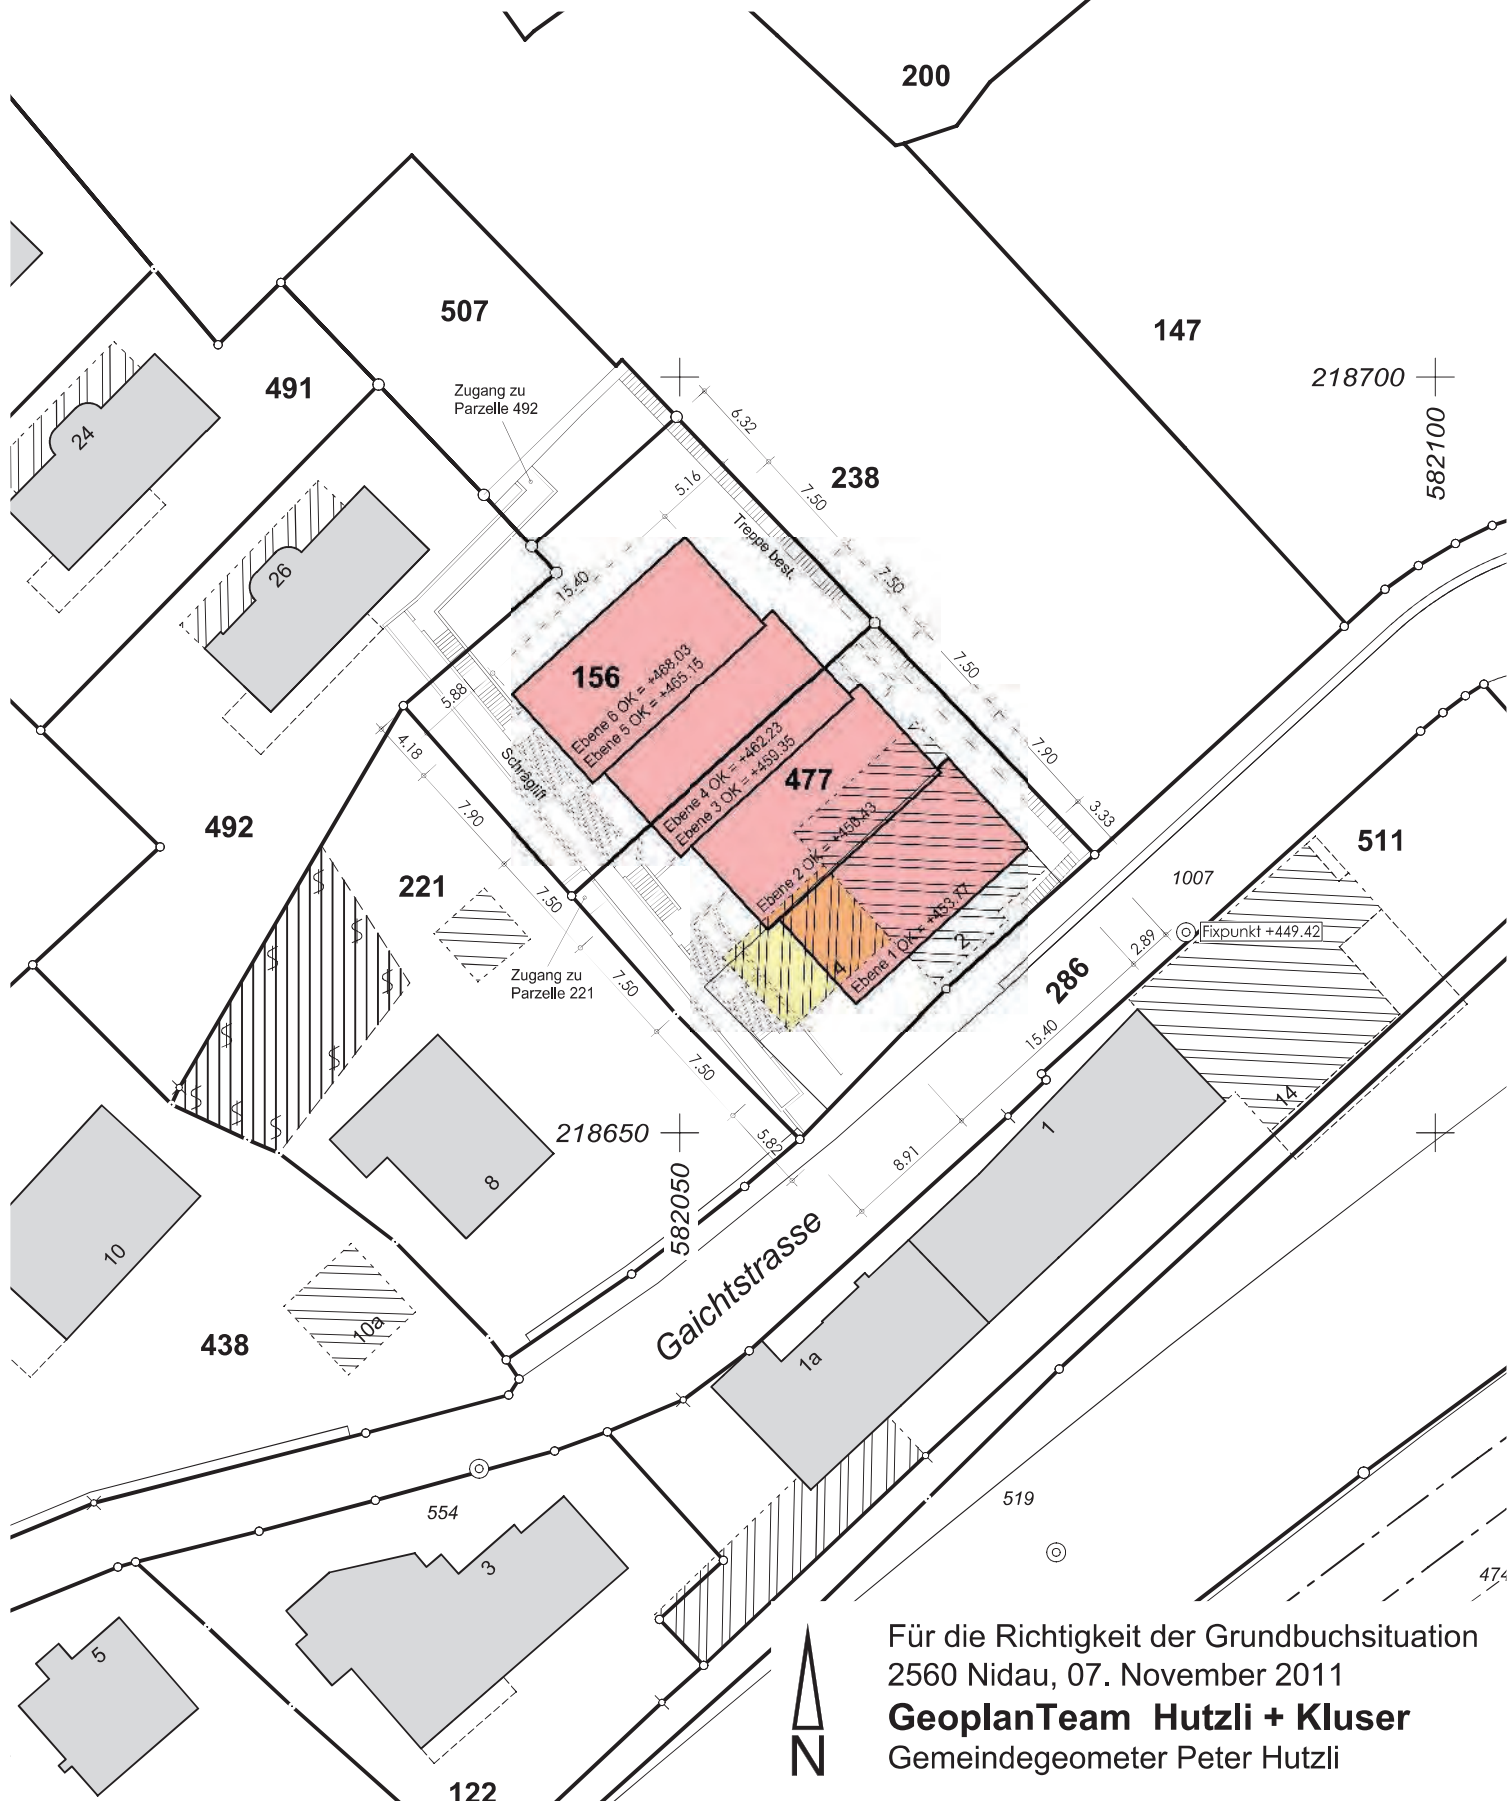 200
507
147
491
Zugang zu
Parzelle 492
218700
582100
24
6.32
238
5.16
7.50
Treppe best.
26
15.40
7.50
156
Ebene 6 OK = +468.03
Ebene 5 OK = +465.15
7.50
5.88
4.18
Schräglift
Ebene 4 OK = +462.23
Ebene 3 OK = +459.35
477
7.90
3.33
492
7.90
Ebene 2 OK = +456.43
511
221
7.50
1007
Fixpunkt +449.42
2.89
Ebene 1 OK = +453.77
2
4
286
Zugang zu
Parzelle 221
7.50
15.40
7.50
14
218650
582050
5.82
1
8.91
8
10
Gaichtstrasse
10a
438
1a
554
519
3
474
5
122
Für die Richtigkeit der Grundbuchsituation
2560 Nidau, 07. November 2011
GeoplanTeam Hutzli + Kluser
Gemeindegeometer Peter Hutzli
N